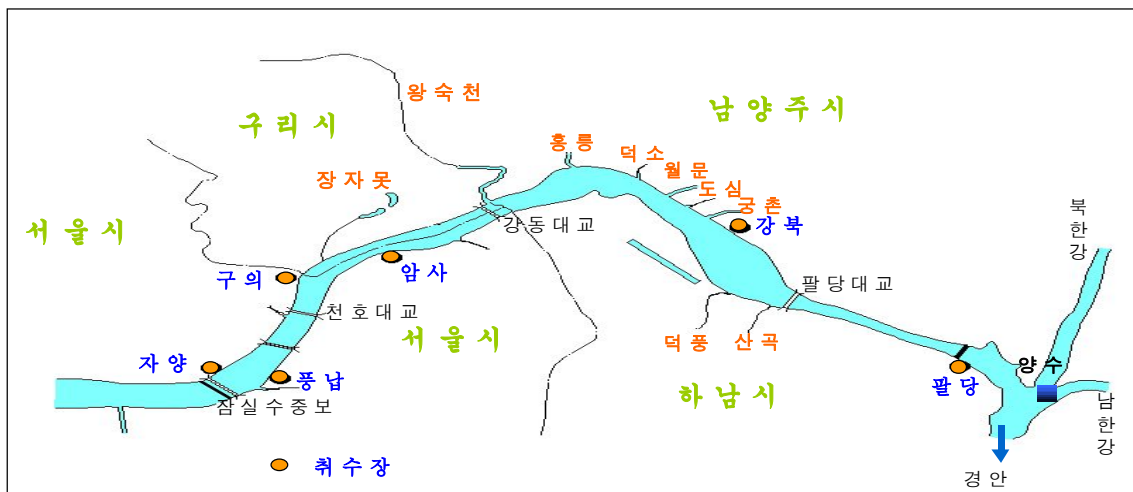 왕숙천
남양주시
구리시
홍릉
덕소
월문
장자못
도심
궁촌
강북
강동대교
북한강
서울시
암사
구의
팔당대교
천호대교
서울시
덕풍
산곡
자양
풍납
양수
팔당
하남시
잠실수중보
남한강
취수장
경안